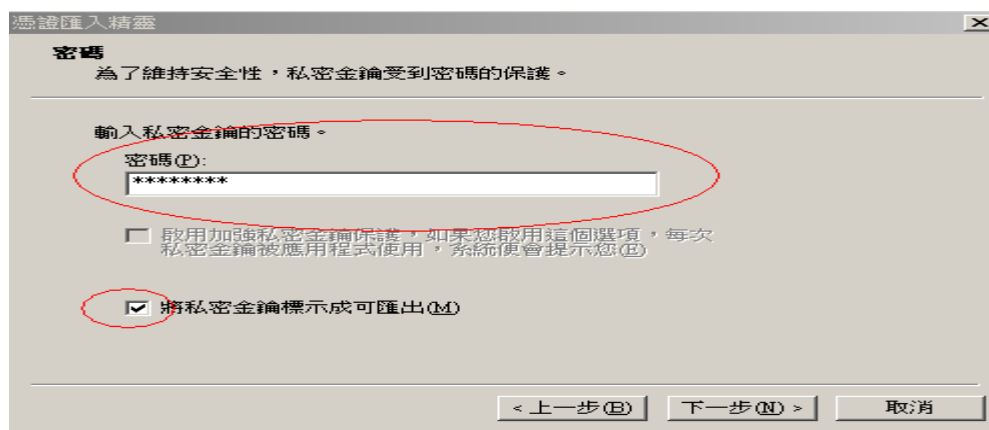 憑證匯入精靈
密碼
為了維持安全性，私密金鑰受到密碼的保護。
輸入私密金鑰的密碼。
密碼(P):
********
啟用加強私密金鑰保護，如果您啟用這個選項，每次
私密金鑰被應用程式使用，系統便會提示您(E)
將私密金鑰標示成可匯出(M)
<上一步(B)
下一步(N) >
取消